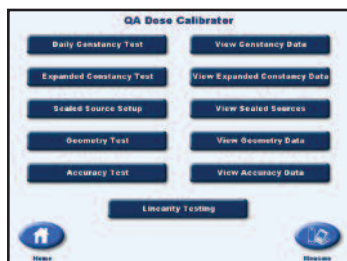 QA Dose Calibrator
Daily Constancy Test
View Constancy Data
Expanded Constancy Test
View Expanded Constancy Data
Sealed Source Setup
View Sealed Sources
Geometry Test
View Geometry Data
Accuracy Test
View Accuracy Data
Linearity Testing
Home
Measure